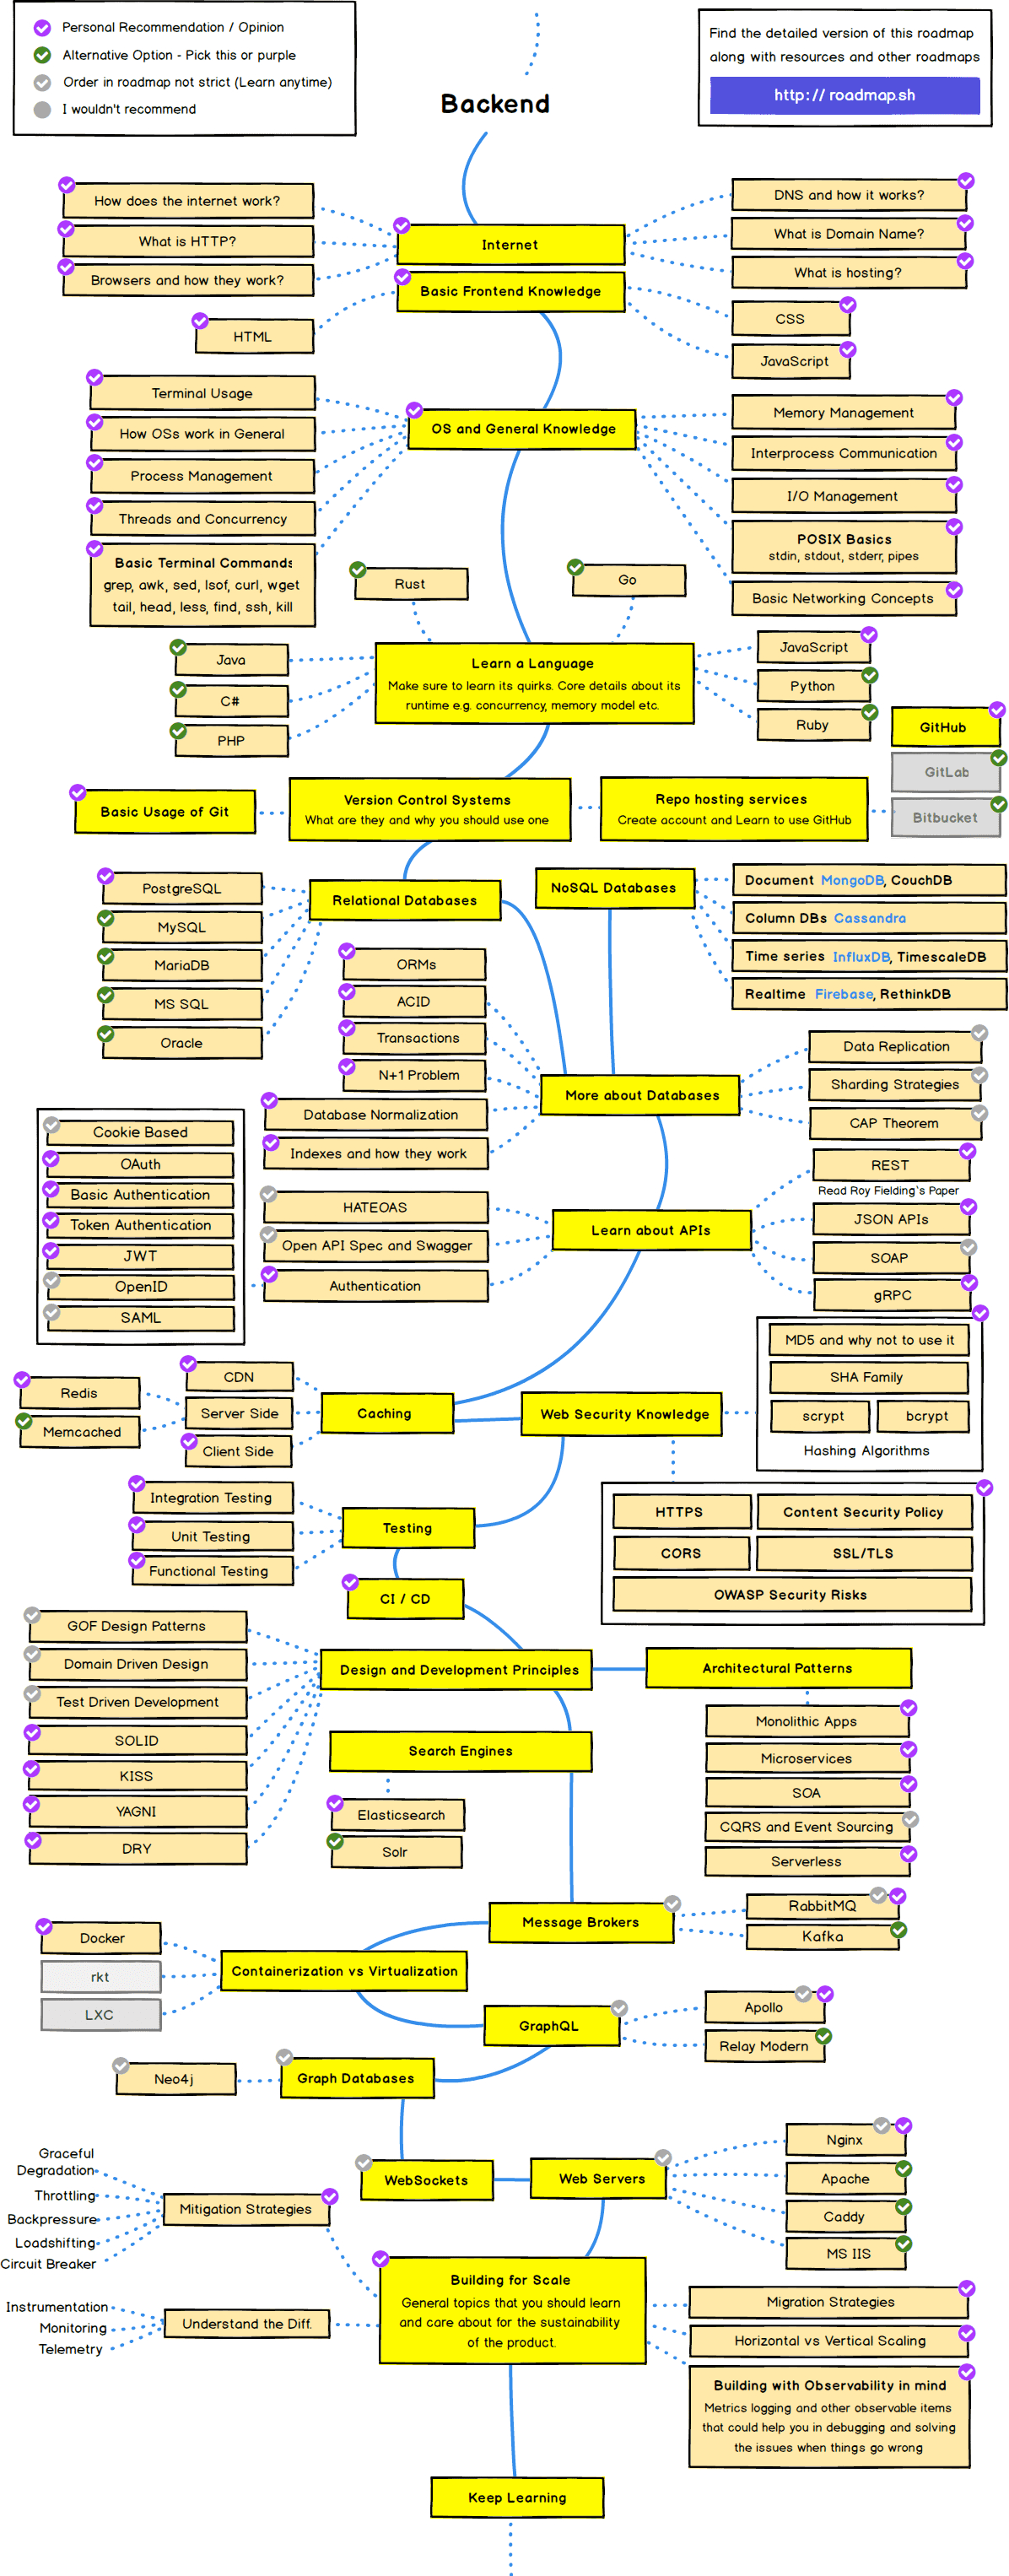 Personal Recommendation / Opinion
Alternative Option - Pick this or purple
Order in roadmap not strict (Learn anytime)
I wouldn't recommend
Find the detailed version of this roadmap
along with resources and other roadmaps
http:// roadmap.sh
Backend
How does the internet work?
What is HTTP?
Browsers and how they work?
Internet
DNS and how it works?
What is Domain Name?
What is hosting?
Basic Frontend Knowledge
HTML
CSS
JavaScript
Terminal Usage
How OSs work in General
Process Management
Threads and Concurrency
Basic Terminal Commands
grep, awk, sed, lsof, curl, wget
tail, head, less, find, ssh, kill
OS and General Knowledge
Memory Management
Interprocess Communication
I/O Management
POSIX Basics
stdin, stdout, stderr, pipes
Basic Networking Concepts
Rust
Go
Java
C#
PHP
Learn a Language
Make sure to learn its quirks. Core details about its
runtime e.g. concurrency, memory model etc.
JavaScript
Python
Ruby
GitHub
GitLab
Bitbucket
Basic Usage of Git
Version Control Systems
What are they and why you should use one
Repo hosting services
Create account and Learn to use GitHub
PostgreSQL
MySQL
MariaDB
MS SQL
Oracle
Relational Databases
NoSQL Databases
Document MongoDB, CouchDB
Column DBs Cassandra
Time series InfluxDB, TimescaleDB
Realtime Firebase, RethinkDB
ORMs
ACID
Transactions
N+1 Problem
Database Normalization
Indexes and how they work
More about Databases
Data Replication
Sharding Strategies
CAP Theorem
Cookie Based
OAuth
Basic Authentication
Token Authentication
JWT
OpenID
SAML
HATEOAS
Open API Spec and Swagger
Authentication
Learn about APIs
REST
Read Roy Fielding's Paper
JSON APIs
SOAP
gRPC
MD5 and why not to use it
SHA Family
scrypt
bcrypt
Hashing Algorithms
Redis
Memcached
CDN
Server Side
Client Side
Caching
Web Security Knowledge
HTTPS
Content Security Policy
CORS
SSL/TLS
OWASP Security Risks
Integration Testing
Unit Testing
Functional Testing
Testing
CI / CD
GOF Design Patterns
Domain Driven Design
Test Driven Development
SOLID
KISS
YAGNI
DRY
Design and Development Principles
Architectural Patterns
Monolithic Apps
Microservices
SOA
CQRS and Event Sourcing
Serverless
Search Engines
Elasticsearch
Solr
Message Brokers
RabbitMQ
Kafka
Docker
rkt
LXC
Containerization vs Virtualization
GraphQL
Apollo
Relay Modern
Neo4j
Graph Databases
WebSockets
Web Servers
Nginx
Apache
Caddy
MS IIS
Graceful
Degradation
Throttling
Backpressure
Loadshifting
Circuit Breaker
Mitigation Strategies
Instrumentation
Monitoring
Telemetry
Understand the Diff.
Building for Scale
General topics that you should learn
and care about for the sustainability
of the product.
Migration Strategies
Horizontal vs Vertical Scaling
Building with Observability in mind
Metrics logging and other observable items
that could help you in debugging and solving
the issues when things go wrong
Keep Learning